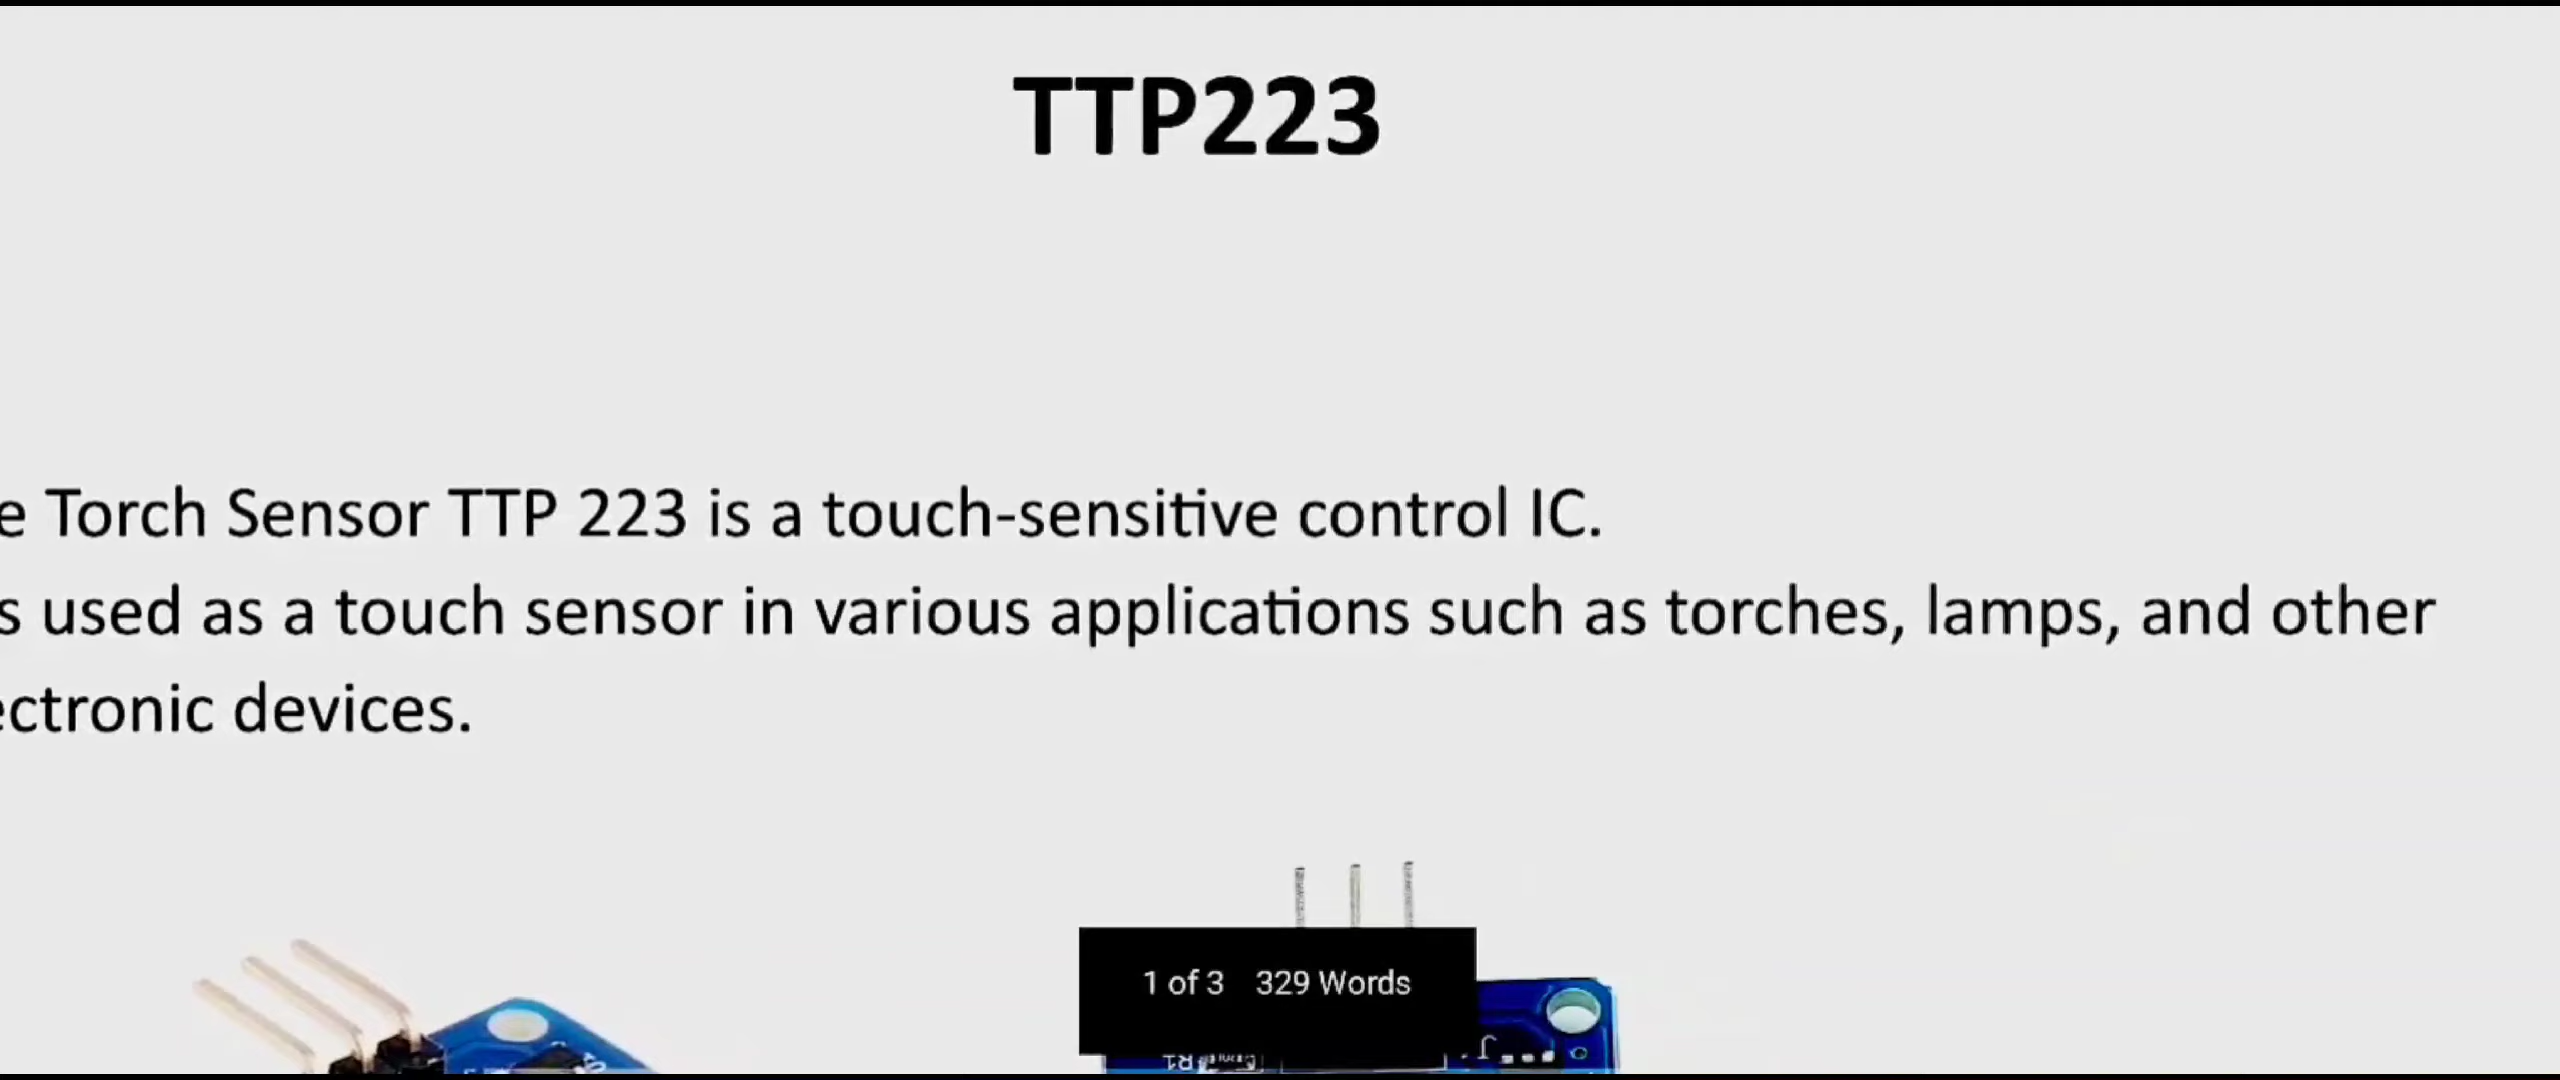 TTP223
e Torch Sensor TTP 223 is a touch-sensitive control IC.
s used as a touch sensor in various applications such as torches, lamps, and other
ectronic devices.
1 of 3 329 Words
R1